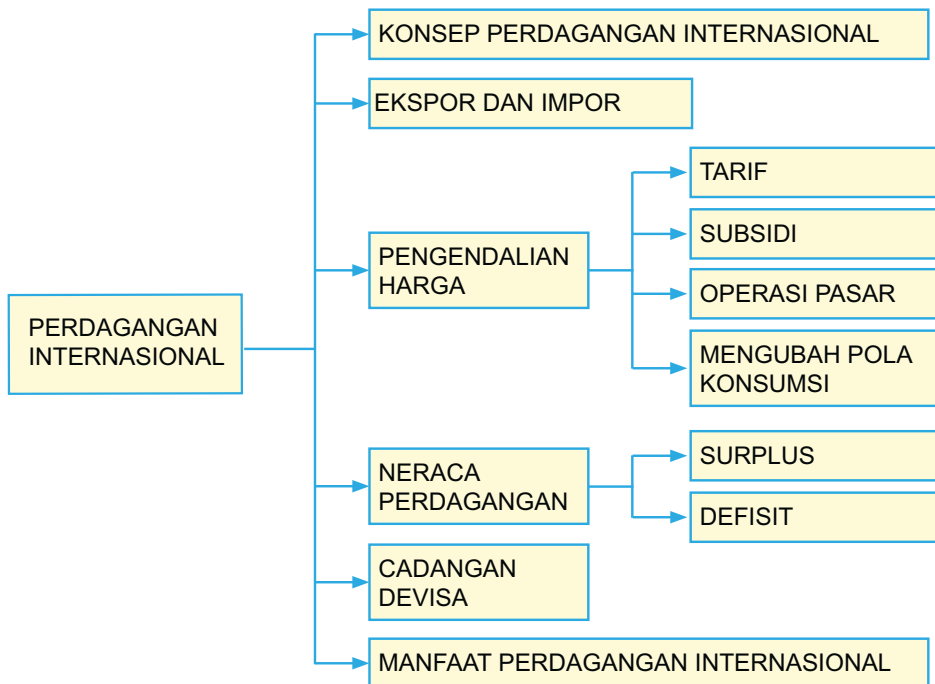 PERDAGANGAN
INTERNASIONAL
KONSEP PERDAGANGAN INTERNASIONAL
EKSPOR DAN IMPOR
PENGENDALIAN
HARGA
TARIF
SUBSIDI
OPERASI PASAR
MENGUBAH POLA
KONSUMSI
NERACA
PERDAGANGAN
SURPLUS
DEFISIT
CADANGAN
DEVISA
MANFAAT PERDAGANGAN INTERNASIONAL